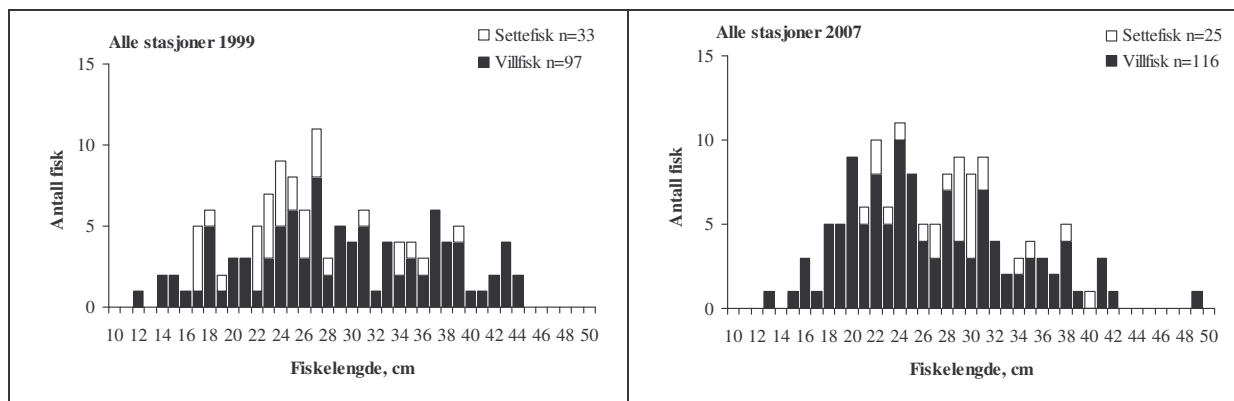 Alle stasjoner 1999
Settefisk n=33
Villfisk n=97
15
10
5
0
Antall fisk
10 12 14 16 18 20 22 24 26 28 30 32 34 36 38 40 42 44 46 48 50
Fiskelengde, cm
Alle stasjoner 2007
Settefisk n=25
Villfisk n=116
15
10
5
0
Antall fisk
10 12 14 16 18 20 22 24 26 28 30 32 34 36 38 40 42 44 46 48 50
Fiskelengde, cm